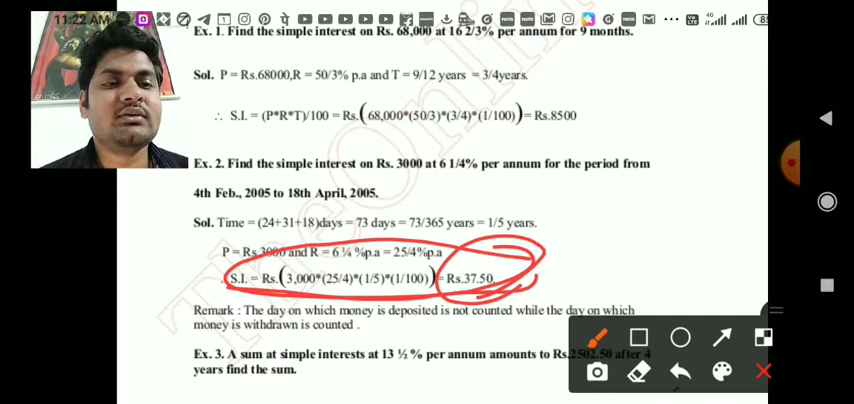 11:22 AM
Ex. 1. Find the simple interest on Rs. 68,000 at 16 2/3% per annum for 9 months.
Sol. P = Rs.68000,R = 50/3% p.a and T = 9/12 years = 3/4years.
∴ S.I. = (P*R*T)/100 = Rs.(68,000*(50/3)*(3/4)*(1/100))= Rs.8500
Ex. 2. Find the simple interest on Rs. 3000 at 6 1/4% per annum for the period from
4th Feb., 2005 to 18th April, 2005.
Sol. Time = (24+31+18)days = 73 days = 73/365 years = 1/5 years.
P = Rs.3000 and R = 6 ¼ %p.a = 25/4%p.a
∴ S.I. = Rs.(3,000*(25/4)*(1/5)*(1/100))= Rs.37.50.
Remark : The day on which money is deposited is not counted while the day on which
money is withdrawn is counted .
Ex. 3. A sum at simple interests at 13 ½ % per annum amounts to Rs.2502.50 after 4
years find the sum.